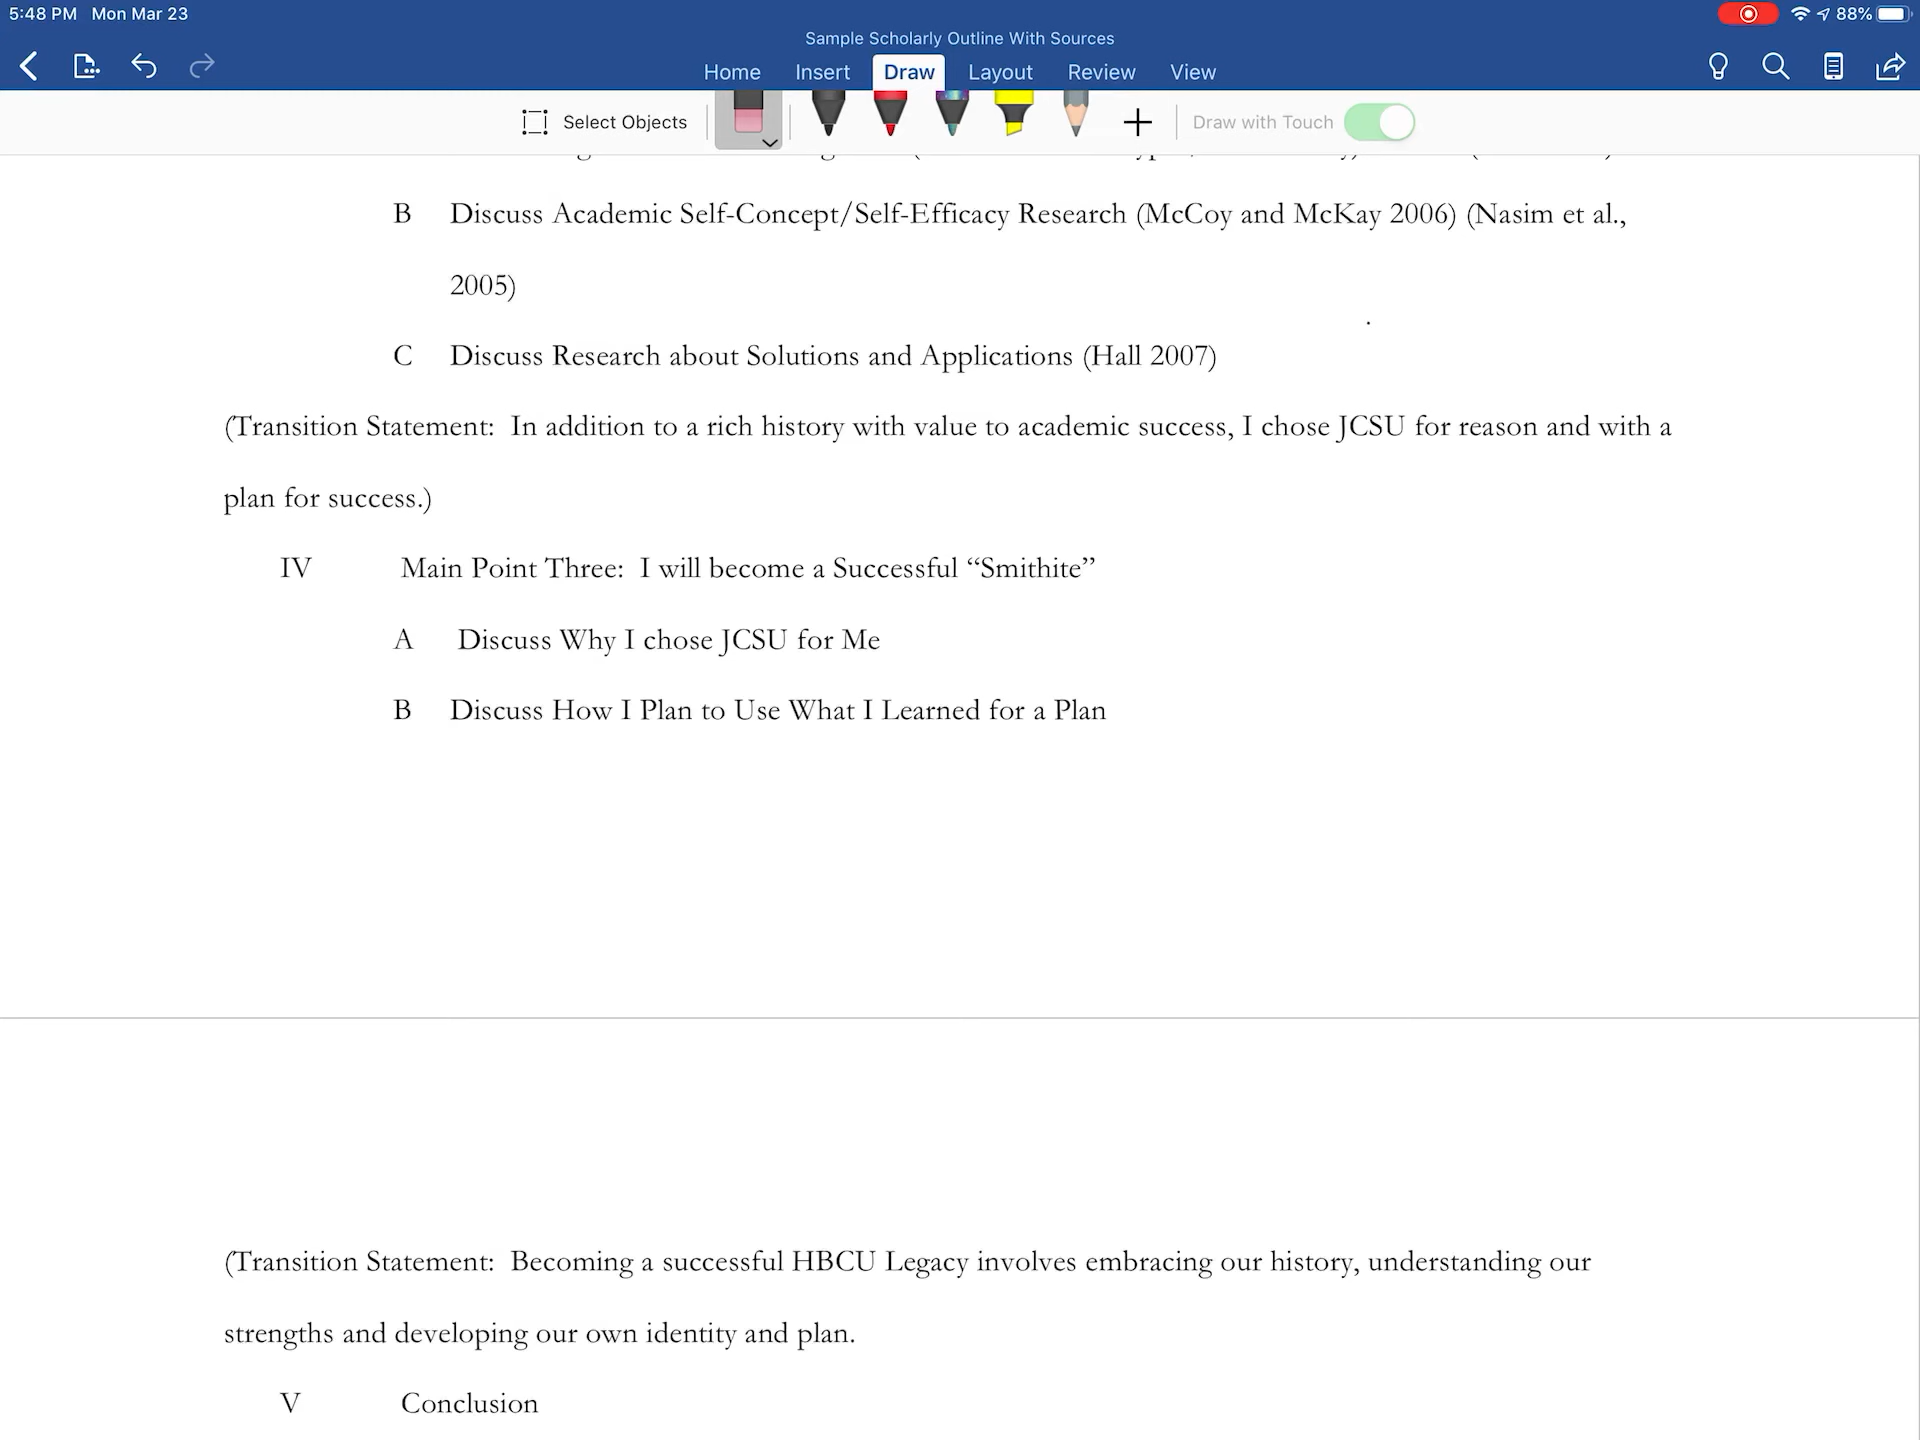 5:48 PM Mon Mar 23
88%
Sample Scholarly Outline With Sources
Home Insert Draw Layout Review View
Select Objects
Draw with Touch
B Discuss Academic Self-Concept/Self-Efficacy Research (McCoy and McKay 2006) (Nasim et al.,
2005)
C Discuss Research about Solutions and Applications (Hall 2007)
(Transition Statement: In addition to a rich history with value to academic success, I chose JCSU for reason and with a
plan for success.)
IV Main Point Three: I will become a Successful “Smithite”
A Discuss Why I chose JCSU for Me
B Discuss How I Plan to Use What I Learned for a Plan
(Transition Statement: Becoming a successful HBCU Legacy involves embracing our history, understanding our
strengths and developing our own identity and plan.
V Conclusion